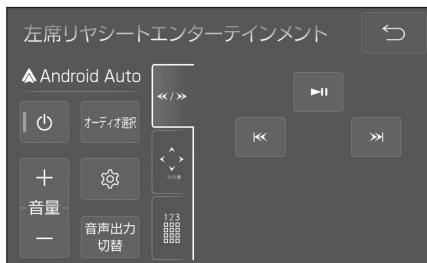 左席リヤシートエンターテインメント
Android Auto
オーディオ選択
音量
音声出力
切替
123